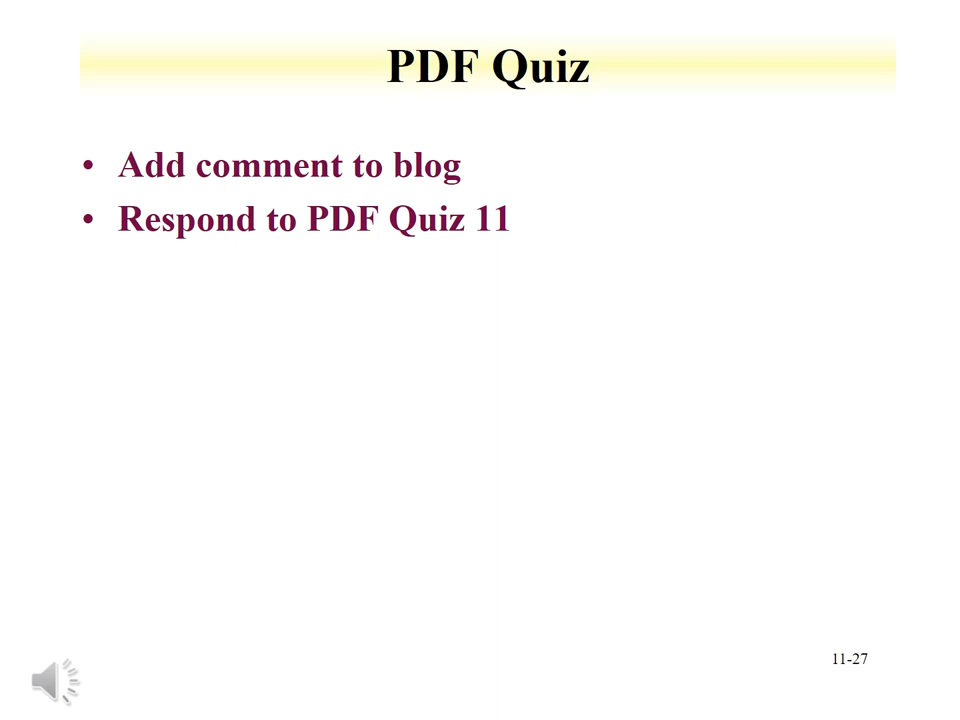 PDF Quiz
• Add comment to blog
• Respond to PDF Quiz 11
11-27